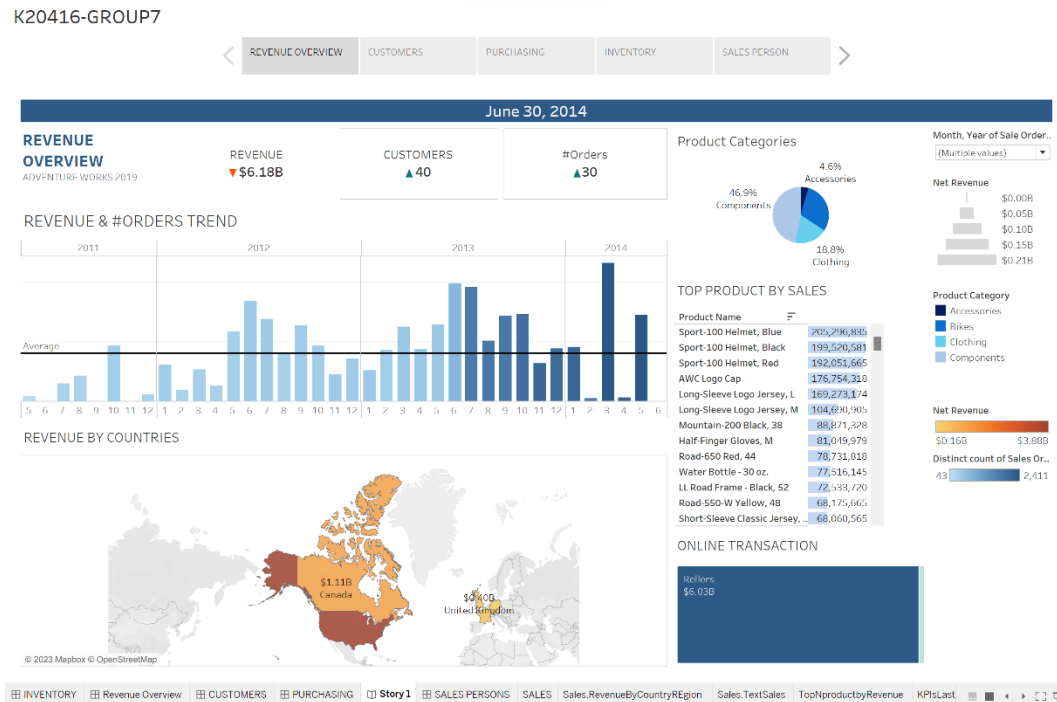 K20416-GROUP7
REVENUE OVERVIEW
CUSTOMERS
PURCHASING
INVENTORY
SALES PERSON
June 30, 2014
REVENUE
OVERVIEW
ADVENTURE WORKS 2019
REVENUE
▼$6.18B
CUSTOMERS
▲40
#Orders
▲30
REVENUE & #ORDERS TREND
2011 2012 2013 2014
Average
5 6 7 8 9 10 11 12 1 2 3 4 5 6 7 8 9 10 11 12 1 2 3 4 5 6 7 8 9 10 11 12 1 2 3 4 5 6
REVENUE BY COUNTRIES
$1.11B
Canada
United Kingdom
© 2023 Mapbox © OpenStreetMap
Product Categories
4.6%
Accessories
46.9%
Components
18.8%
Clothing
TOP PRODUCT BY SALES
Product Name
Sport-100 Helmet, Blue 205,296,835
Sport-100 Helmet, Black 199,520,581
Sport-100 Helmet, Red 192,051,665
AWC Logo Cap 176,754,318
Long-Sleeve Logo Jersey, L 169,273,174
Long-Sleeve Logo Jersey, M 104,690,905
Mountain-200 Black, 38 88,871,328
Half-Finger Gloves, M 81,049,979
Road-650 Red, 44 78,731,818
Water Bottle - 30 oz. 77,516,145
LL Road Frame - Black, 52 72,533,720
Road-550-W Yellow, 48 68,175,665
Short-Sleeve Classic Jersey, .. 68,060,565
ONLINE TRANSACTION
Rellers
$6.03B
Month, Year of Sale Order..
(Multiple values)
Net Revenue
$0.00B
$0.05B
$0.10B
$0.15B
$0.21B
Product Category
Accessories
Bikes
Clothing
Components
Net Revenue
$0.16B $3.88B
Distinct count of Sales Or..
43 2,411
INVENTORY Revenue Overview CUSTOMERS PURCHASING Story 1 SALES PERSONS SALES Sales.RevenueByCountryREgion Sales.TextSales TopNproductbyRevenue KPIsLast